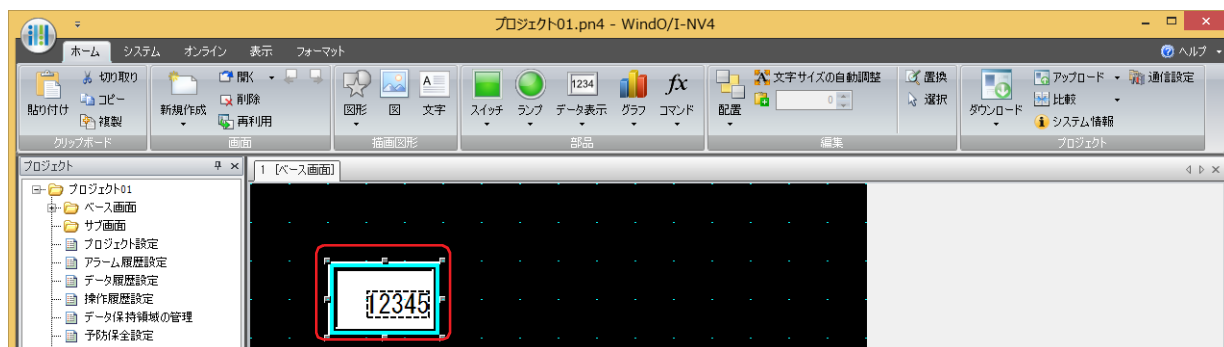 プロジェクト01.pn4 - WindO/I-NV4
ホーム システム オンライン 表示 フォーマット ヘルプ
貼り付け 切り取り コピー 複製
クリップボード
新規作成 開く 削除 再利用
画面
図形 図 文字
描画図形
スイッチ ランプ 1234 データ表示 グラフ fx コマンド
部品
配置 文字サイズの自動調整 0 置換 選択
編集
ダウンロード アップロード 比較 システム情報 通信設定
プロジェクト
プロジェクト
1 [ベース画面]
プロジェクト01
ベース画面
サブ画面
プロジェクト設定
アラーム履歴設定
データ履歴設定
操作履歴設定
データ保持領域の管理
予防保全設定
12345